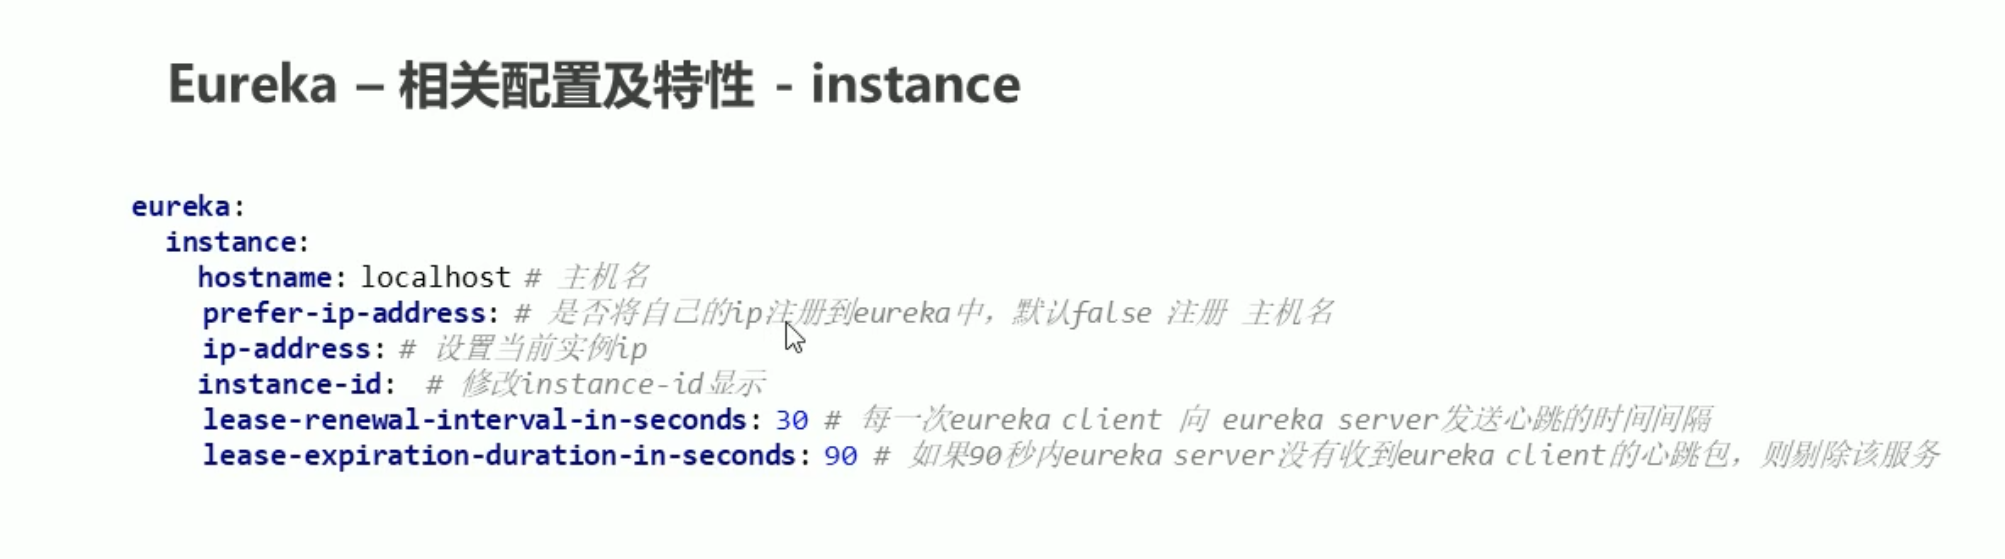 Eureka – 相关配置及特性 - instance
eureka:
instance:
hostname: localhost # 主机名
prefer-ip-address: # 是否将自己的ip注册到eureka中，默认false 注册 主机名
ip-address: # 设置当前实例ip
instance-id: # 修改instance-id显示
lease-renewal-interval-in-seconds: 30 # 每一次eureka client 向 eureka server发送心跳的时间间隔
lease-expiration-duration-in-seconds: 90 # 如果90秒内eureka server没有收到eureka client的心跳包，则剔除该服务